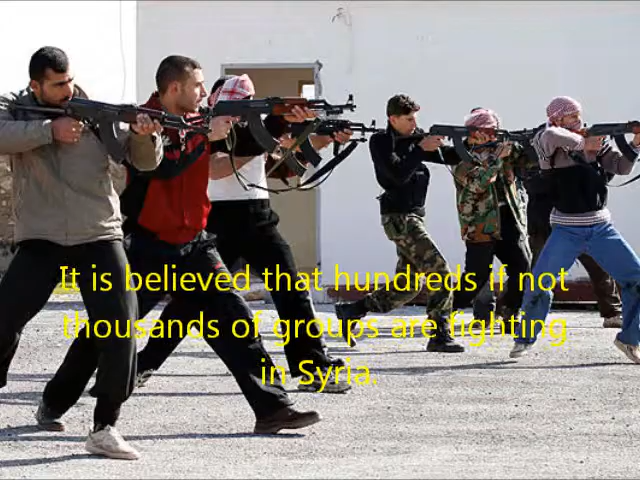 It is believed that hundreds if not
thousands of groups are fighting
in Syria.